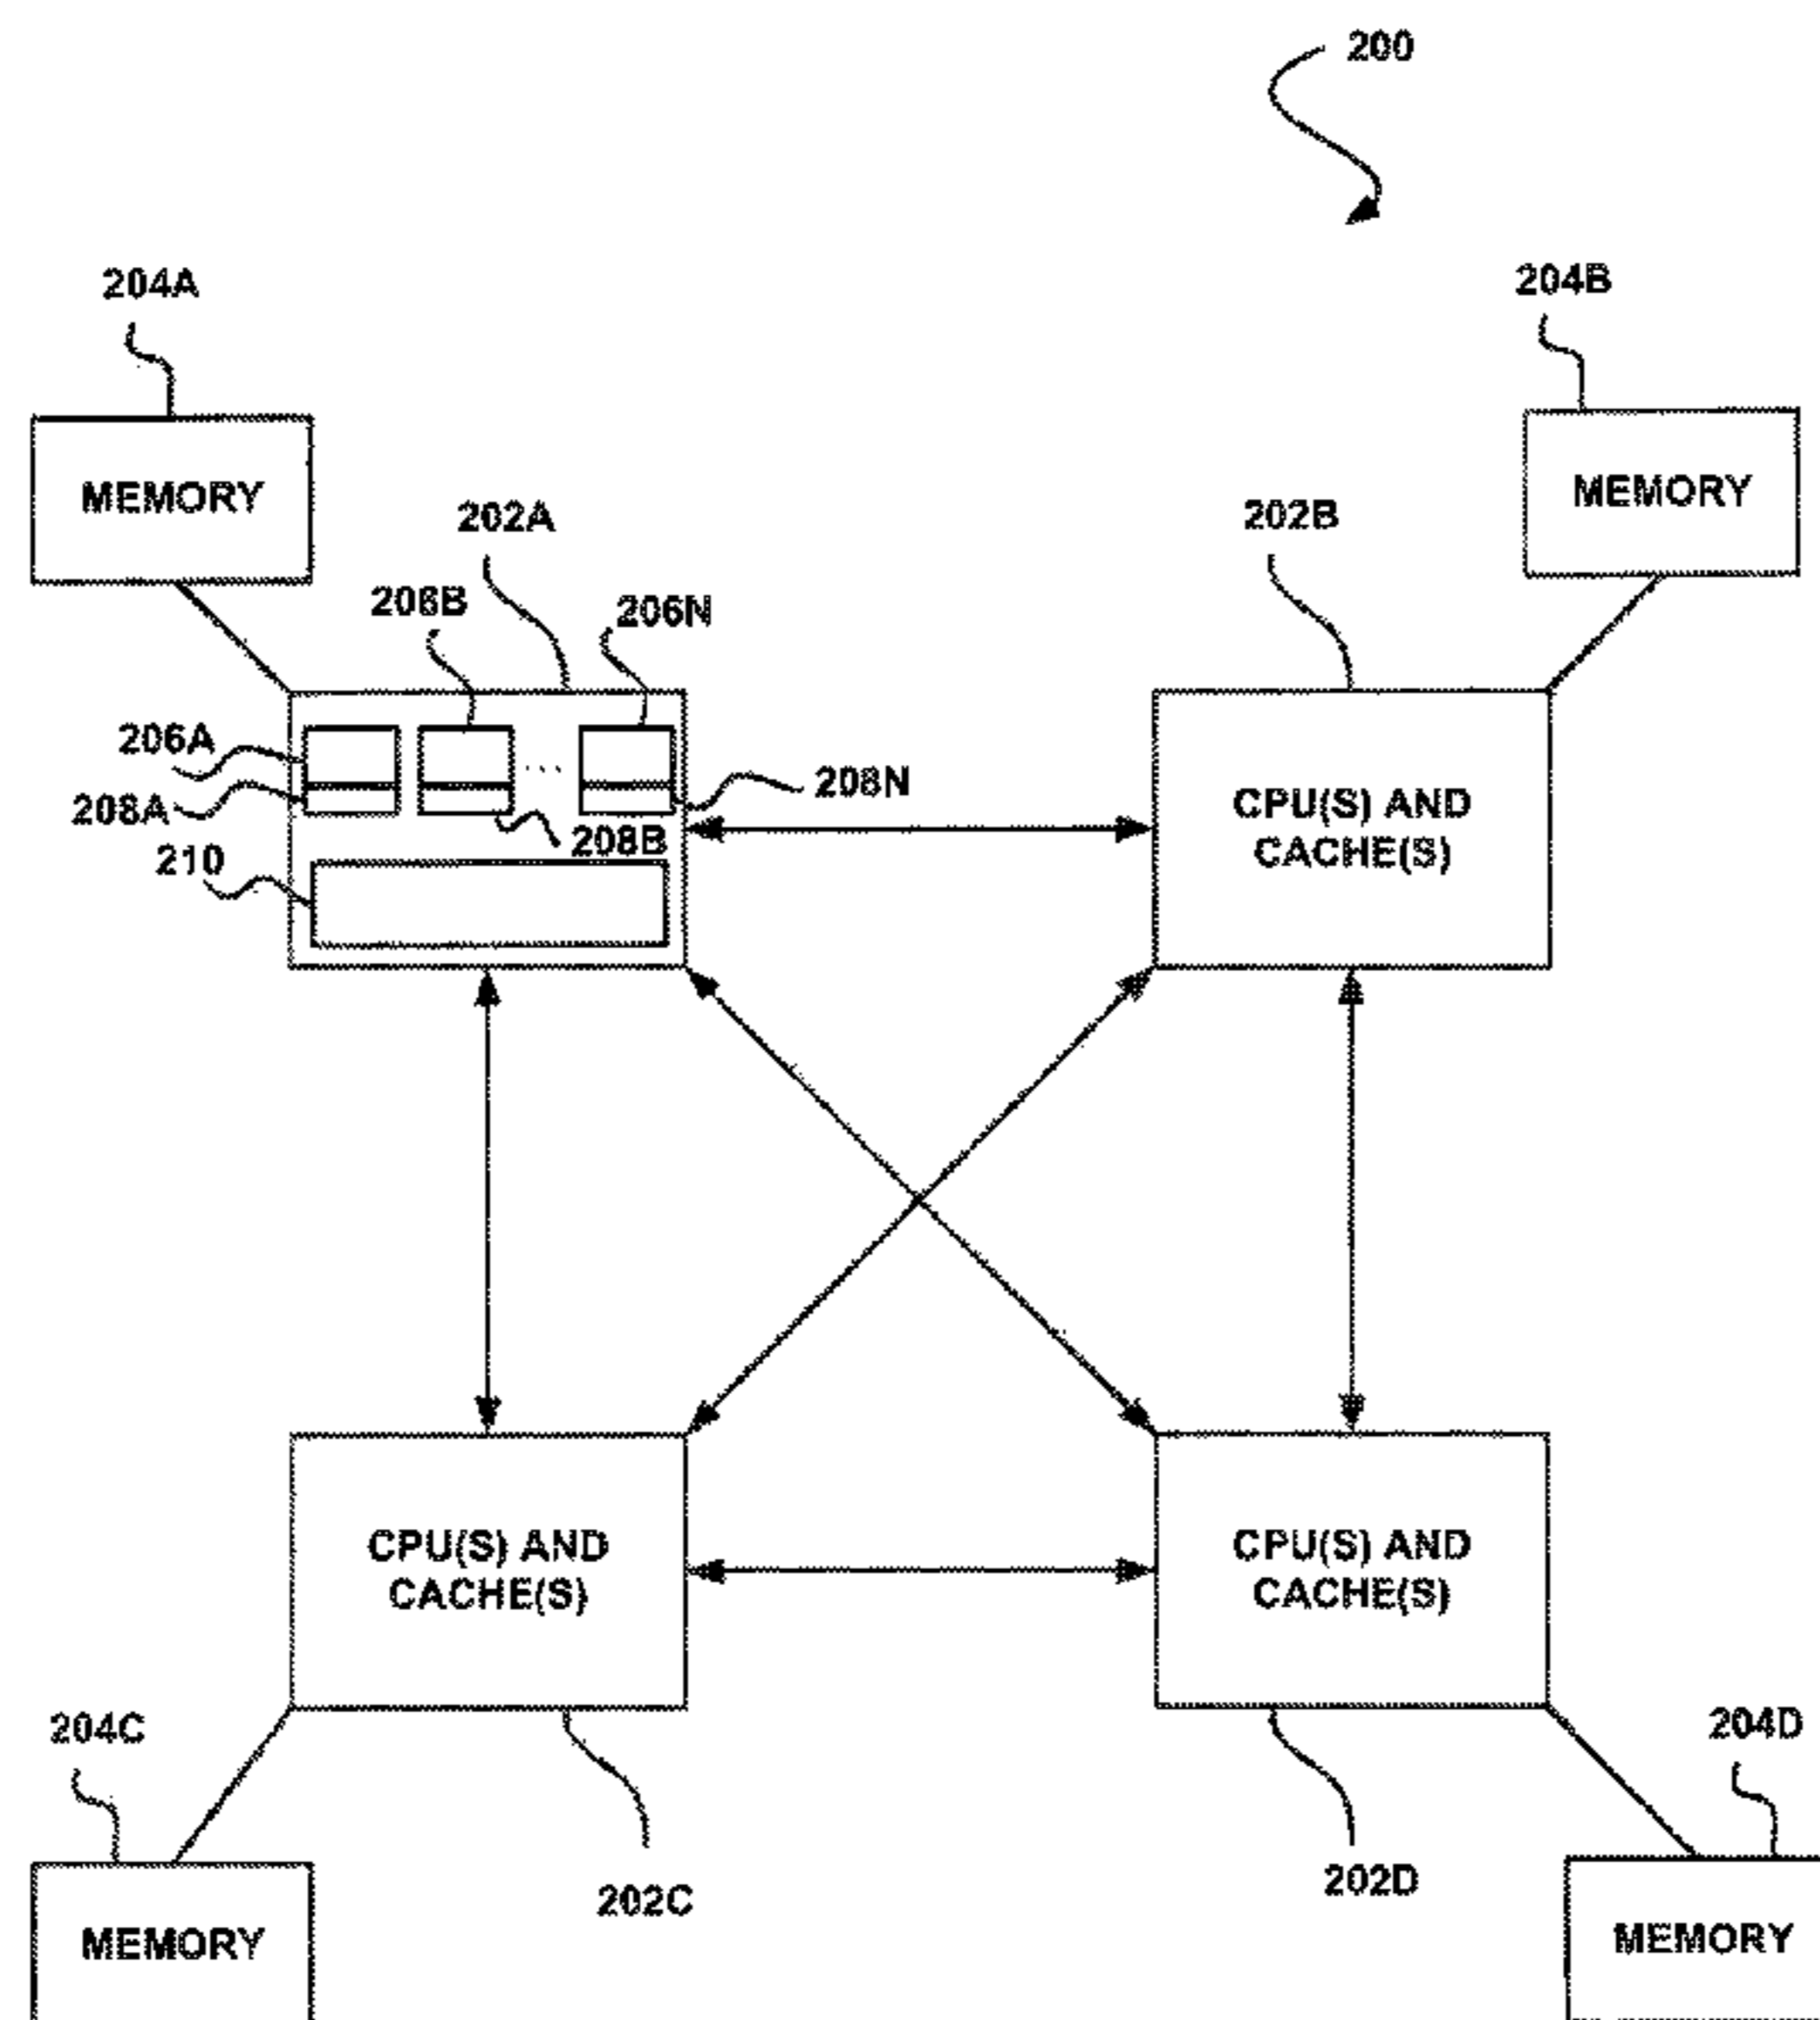 200
204A
204B
MEMORY
MEMORY
202A
202B
206B
206N
206A
208A
208N
208B
210
CPU(S) AND
CACHE(S)
CPU(S) AND
CACHE(S)
CPU(S) AND
CACHE(S)
204C
204D
202C
202D
MEMORY
MEMORY